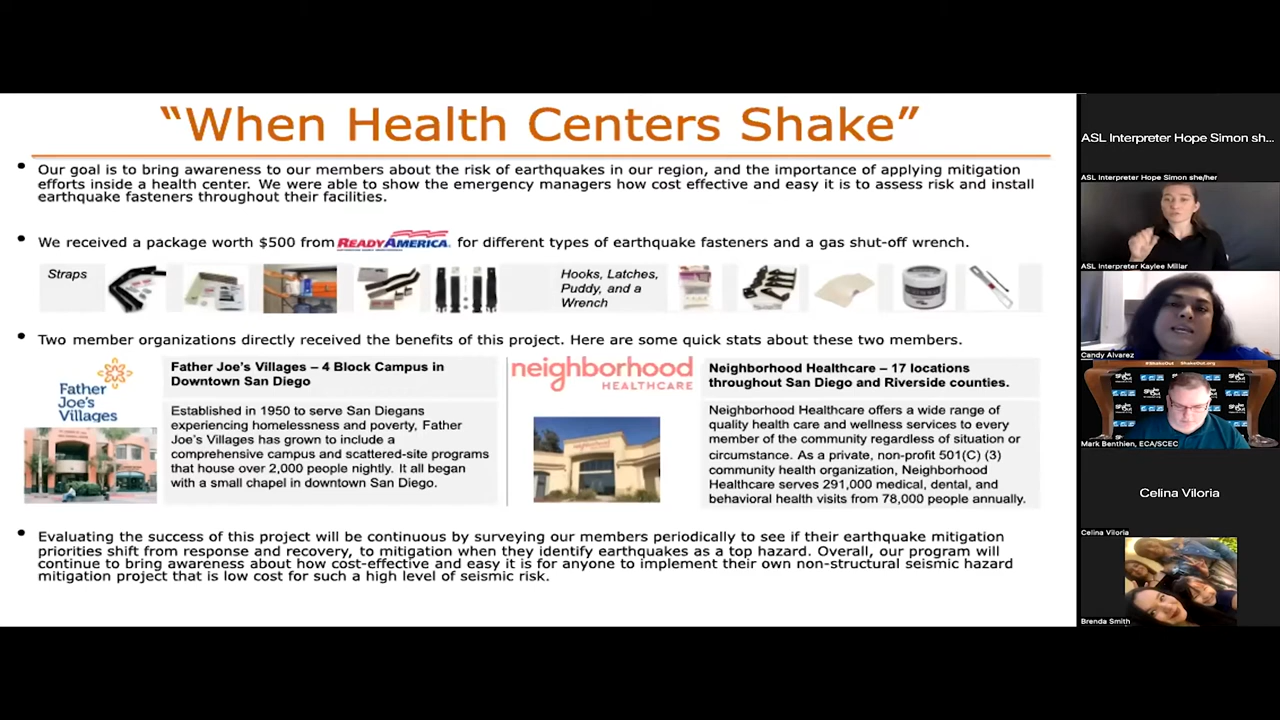 “When Health Centers Shake”
Our goal is to bring awareness to our members about the risk of earthquakes in our region, and the importance of applying mitigation
efforts inside a health center. We were able to show the emergency managers how cost effective and easy it is to assess risk and install
earthquake fasteners throughout their facilities.
We received a package worth $500 from READYAMERICA. for different types of earthquake fasteners and a gas shut-off wrench.
Straps
Hooks, Latches,
Puddy, and a
Wrench
Two member organizations directly received the benefits of this project. Here are some quick stats about these two members.
Father
Joe's
Villages
Father Joe's Villages – 4 Block Campus in
Downtown San Diego
Established in 1950 to serve San Diegans
experiencing homelessness and poverty, Father
Joe's Villages has grown to include a
comprehensive campus and scattered-site programs
that house over 2,000 people nightly. It all began
with a small chapel in downtown San Diego.
neighborhood
HEALTHCARE
Neighborhood Healthcare – 17 locations
throughout San Diego and Riverside counties.
Neighborhood Healthcare offers a wide range of
quality health care and wellness services to every
member of the community regardless of situation or
circumstance. As a private, non-profit 501(C) (3)
community health organization, Neighborhood
Healthcare serves 291,000 medical, dental, and
behavioral health visits from 78,000 people annually.
Evaluating the success of this project will be continuous by surveying our members periodically to see if their earthquake mitigation
priorities shift from response and recovery, to mitigation when they identify earthquakes as a top hazard. Overall, our program will
continue to bring awareness about how cost-effective and easy it is for anyone to implement their own non-structural seismic hazard
mitigation project that is low cost for such a high level of seismic risk.
ASL Interpreter Hope Simon sh...
ASL Interpreter Hope Simon she/her
ASL Interpreter Kaylee Millar
Candy Alvarez
#ShakeOut ShakeOut.org
Mark Benthien, ECA/SCEC
Celina Viloria
Celina Viloria
Brenda Smith